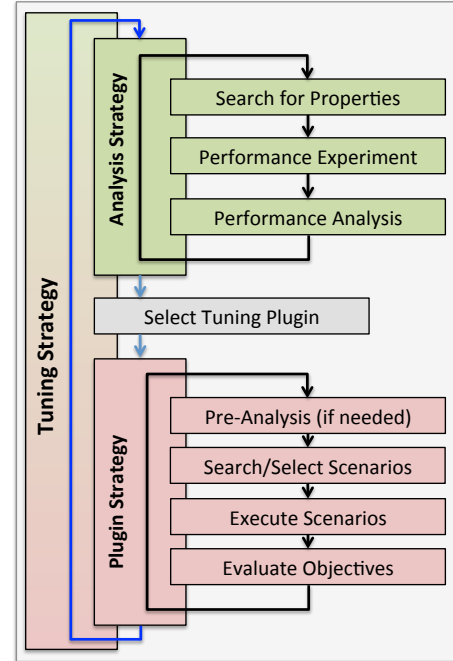 Tuning Strategy
Analysis Strategy
Search for Properties
Performance Experiment
Performance Analysis
Select Tuning Plugin
Plugin Strategy
Pre-Analysis (if needed)
Search/Select Scenarios
Execute Scenarios
Evaluate Objectives